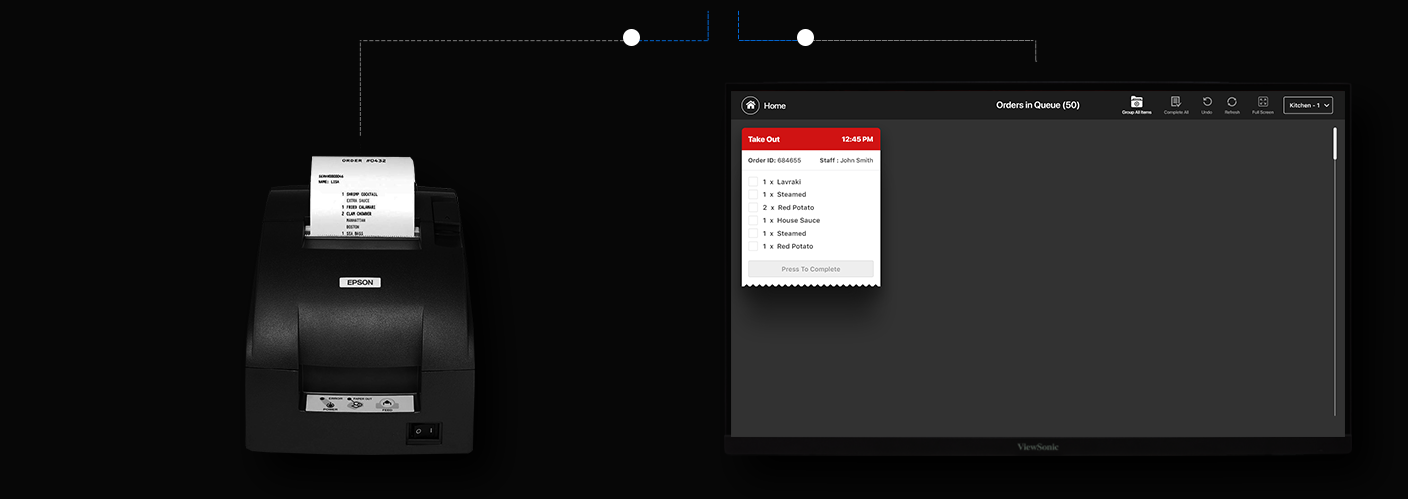 ORDER #0432
NAME: LISA
1 SHRIMP COCKTAIL
EXTRA SAUCE
1 FRIED CALAMARI
2 CLAM CHOWDER
MANHATTAN
BOSTON
1 SEA BASS
EPSON
ERROR
PAPER OUT
POWER
FEED
O I
Home
Orders in Queue (50)
Group All Items
Complete All
Undo
Refresh
Full Screen
Kitchen - 1
Take Out 12:45 PM
Order ID: 684655 Staff : John Smith
1 x Lavraki
1 x Steamed
2 x Red Potato
1 x House Sauce
1 x Steamed
1 x Red Potato
Press To Complete
ViewSonic